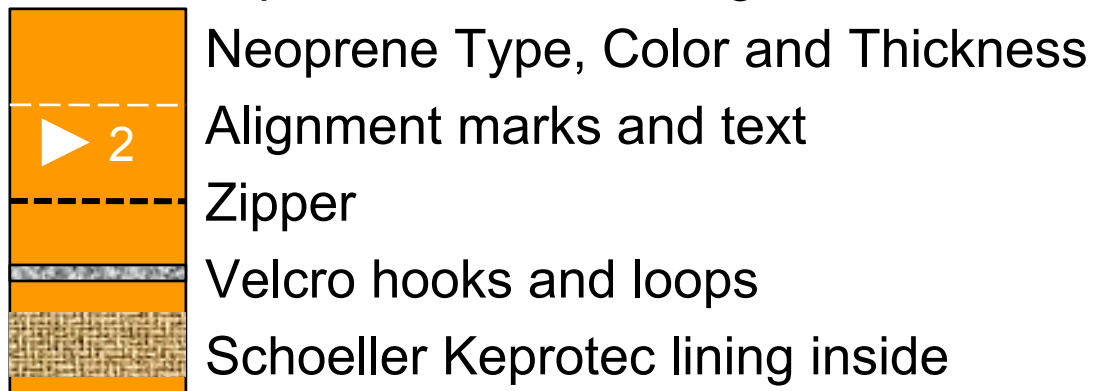 Neoprene Type, Color and Thickness
2 Alignment marks and text
Zipper
Velcro hooks and loops
Schoeller Keprotec lining inside